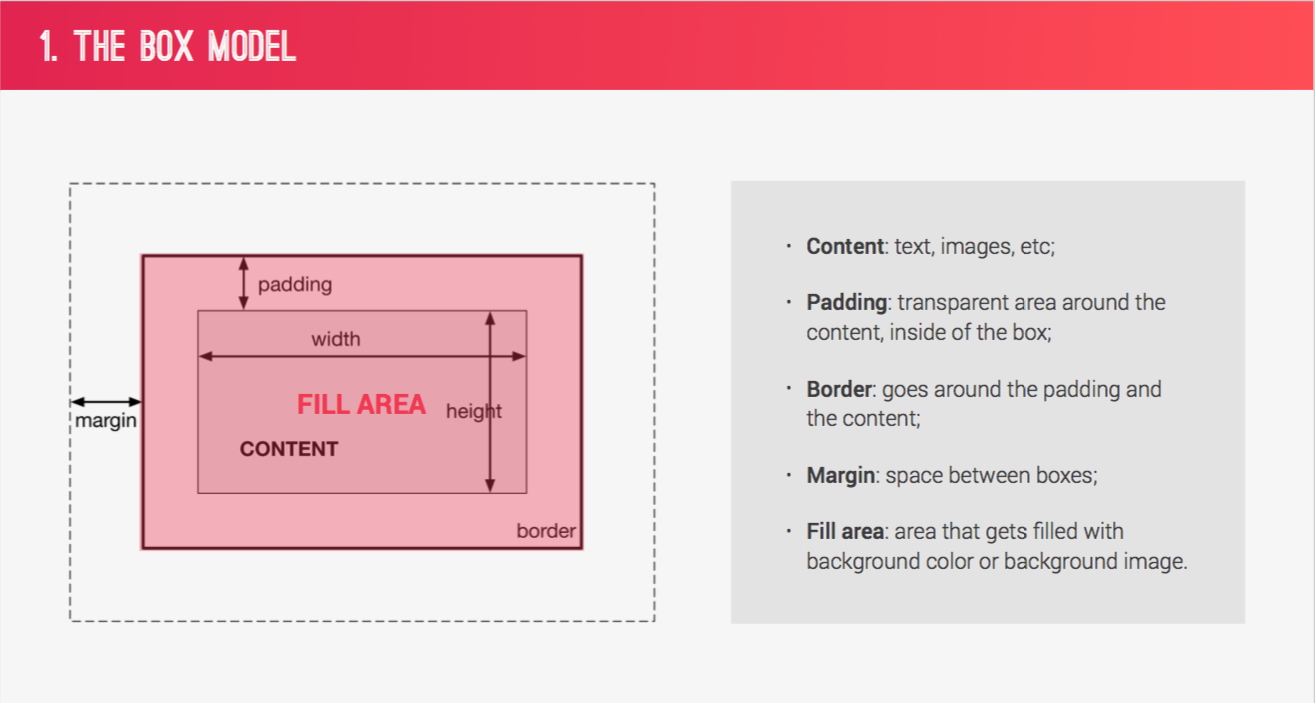 1. THE BOX MODEL
padding
width
FILL AREA
height
margin
CONTENT
border
· Content: text, images, etc;
· Padding: transparent area around the
content, inside of the box;
· Border: goes around the padding and
the content;
· Margin: space between boxes;
· Fill area: area that gets filled with
background color or background image.